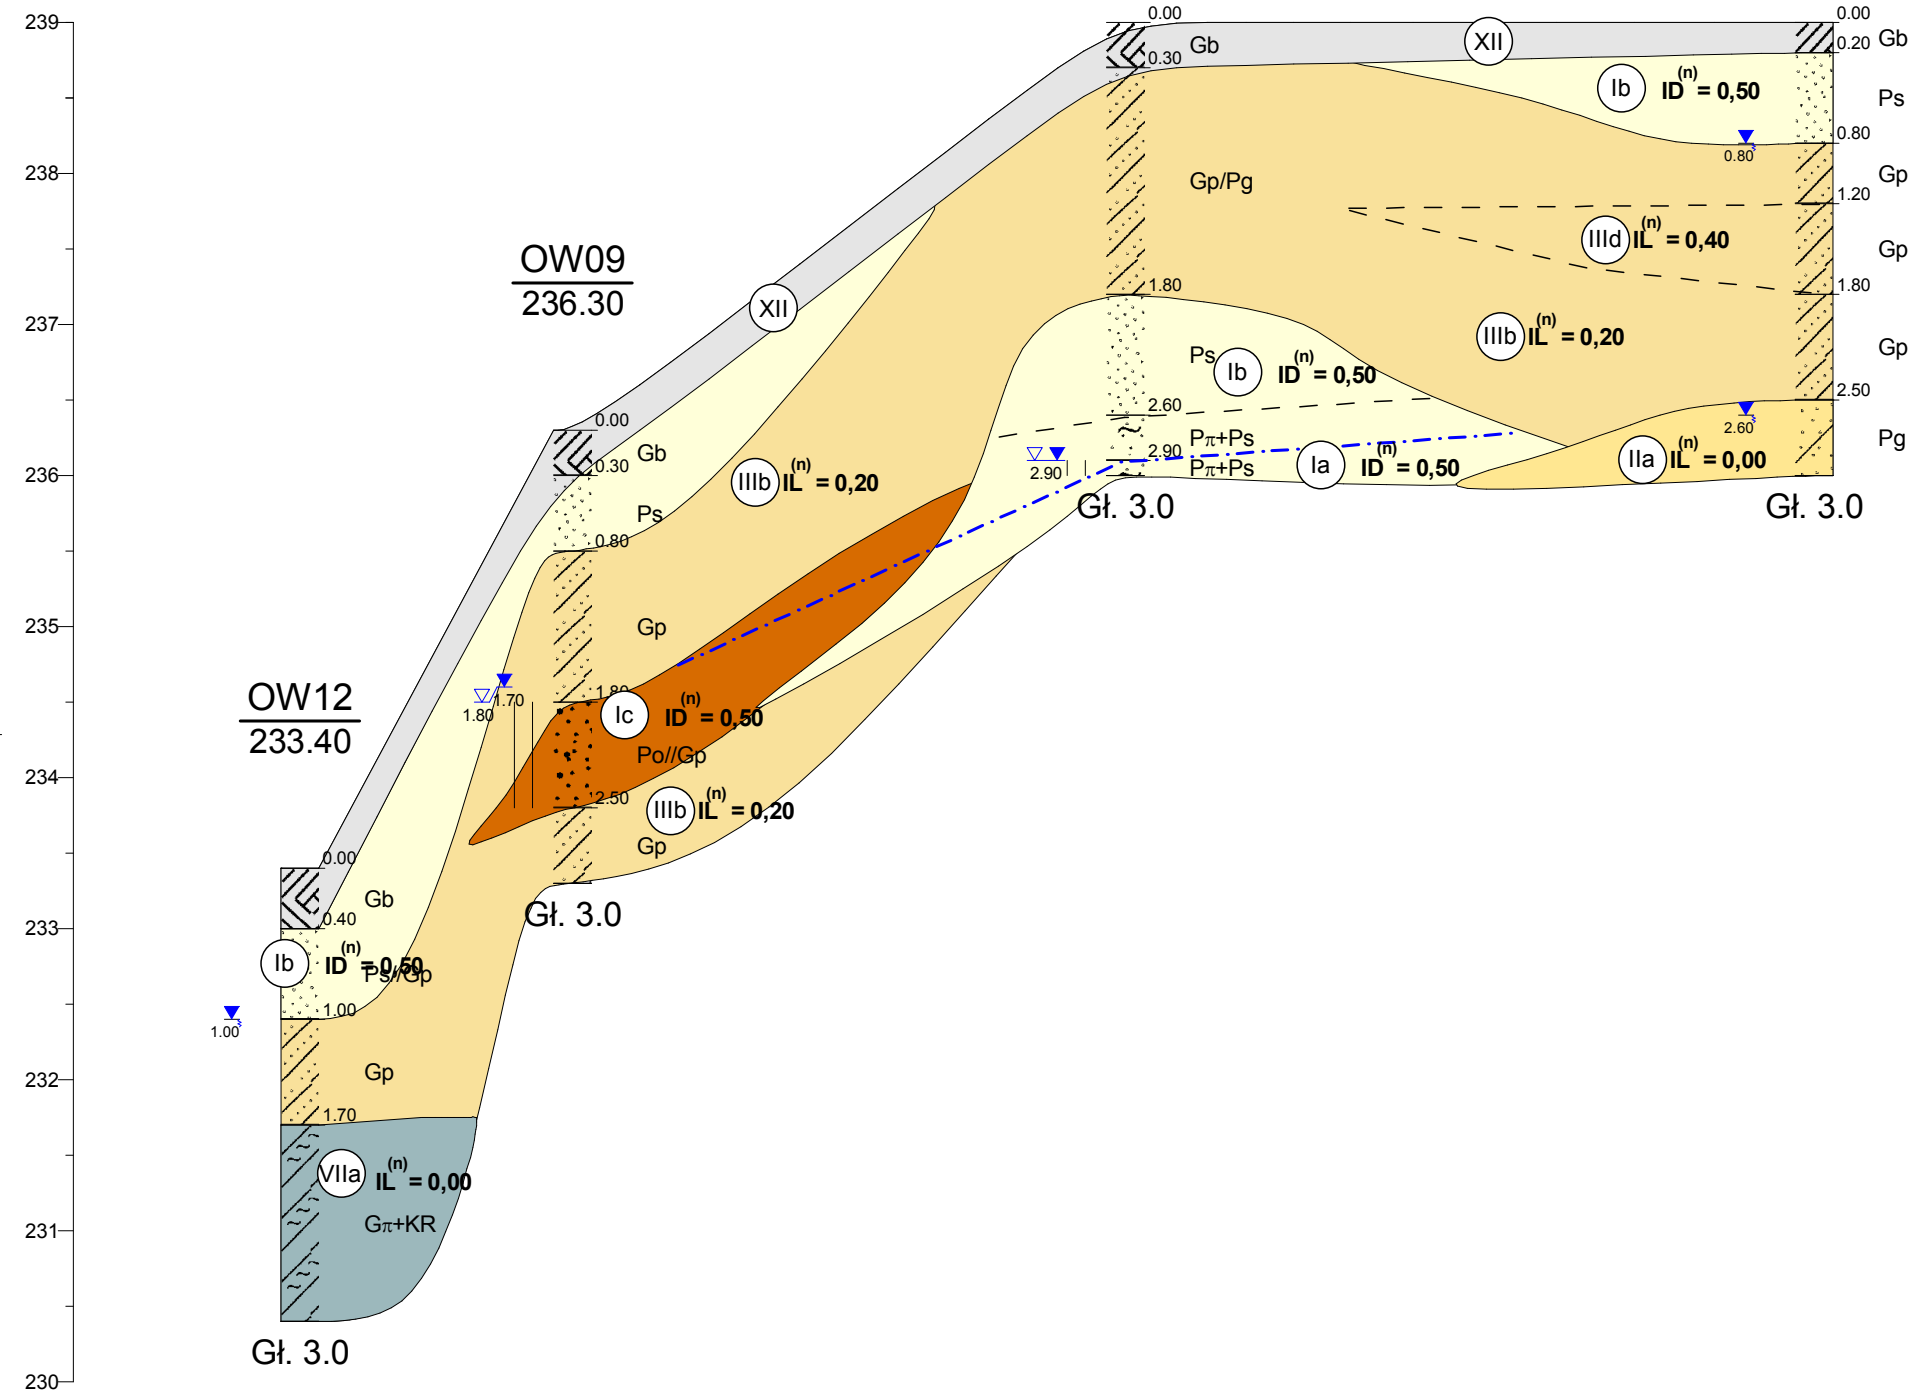 239
238
237
236
235
234
233
232
231
230
OW12
233.40
0.00
Gb
0.40
Ib
ID(n) = 0,50
Ps//Gp
1.00
1.00
Gp
1.70
VIIa
IL(n) = 0,00
Gπ+KR
Gł. 3.0
OW09
236.30
0.00
Gb
0.30
Ps
0.80
Gp
1.70
1.80
1.80
Ic
ID(n) = 0,50
Po//Gp
2.50
IIIb
IL(n) = 0,20
Gp
Gł. 3.0
XII
IIIb
IL(n) = 0,20
0.00
Gb
0.30
Gp/Pg
1.80
Ps
Ib
ID(n) = 0,50
2.60
Pπ+Ps
2.90
2.90
Pπ+Ps
Ia
ID(n) = 0,50
Gł. 3.0
XII
Ib
ID(n) = 0,50
0.80
IIId
IL(n) = 0,40
IIIb
IL(n) = 0,20
2.60
IIa
IL(n) = 0,00
0.00
Gb
0.20
Ps
0.80
Gp
1.20
Gp
1.80
Gp
2.50
Pg
Gł. 3.0